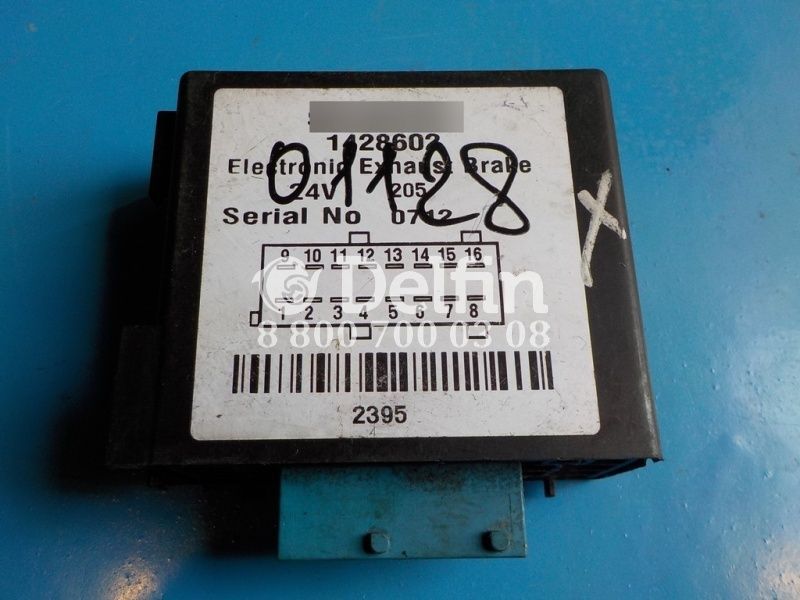 1428602
Electronic Exhaust Brake
24V 205
Serial No 0712
01128
X
9 10 11 12 13 14 15 16
Delfin
1 2 3 4 5 6 7 8
8 800 700 03 08
2395